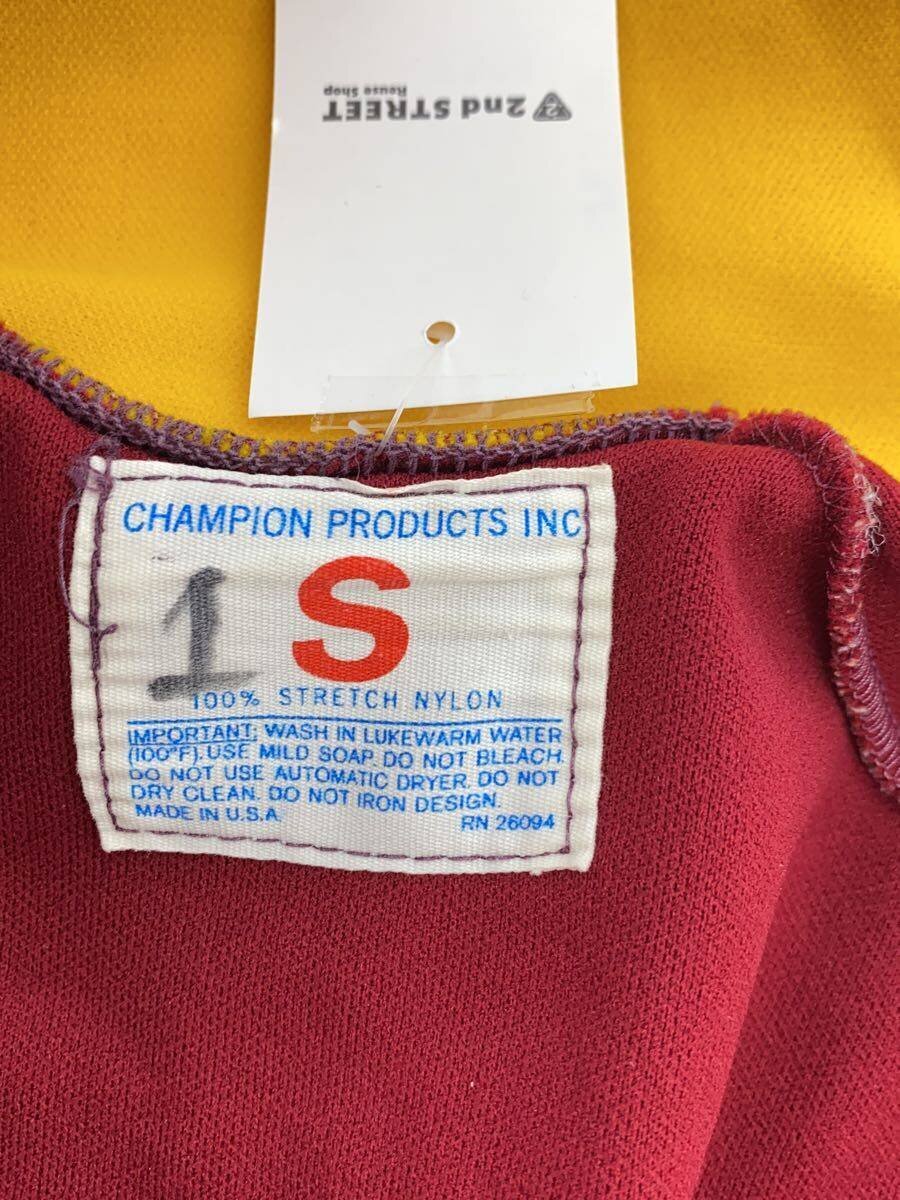 2nd STREET
Reuse Shop
CHAMPION PRODUCTS INC
1 S
100% STRETCH NYLON
IMPORTANT: WASH IN LUKEWARM WATER
(100°F). USE MILD SOAP. DO NOT BLEACH.
DO NOT USE AUTOMATIC DRYER. DO NOT
DRY CLEAN. DO NOT IRON DESIGN.
MADE IN U.S.A. RN 26094